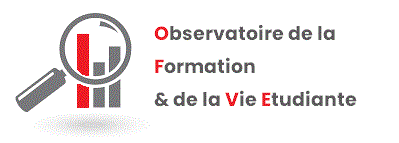 Observatoire de la
Formation
& de la Vie Etudiante